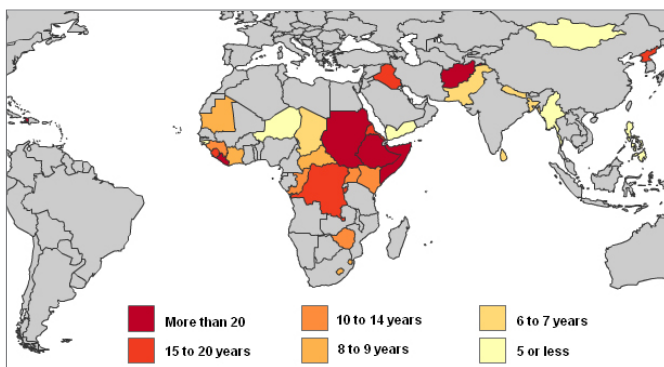 More than 20
10 to 14 years
6 to 7 years
15 to 20 years
8 to 9 years
5 or less